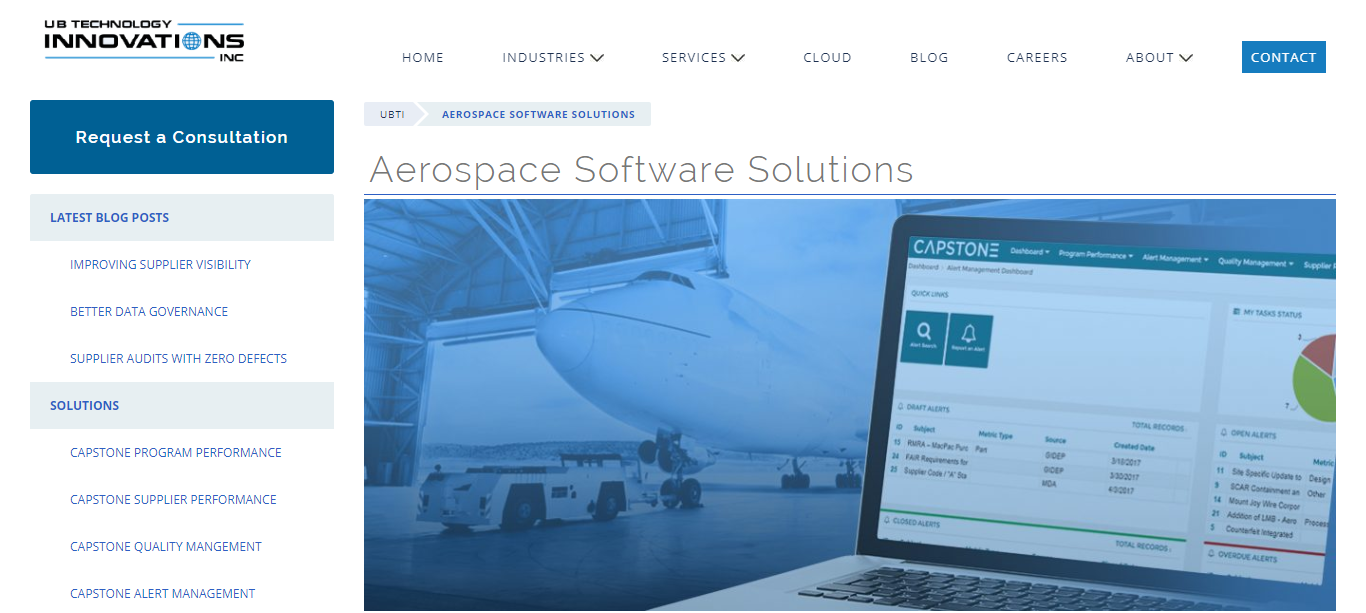 UB TECHNOLOGY
INNOVATIONS
INC
HOME
INDUSTRIES
SERVICES
CLOUD
BLOG
CAREERS
ABOUT
CONTACT
Request a Consultation
LATEST BLOG POSTS
IMPROVING SUPPLIER VISIBILITY
BETTER DATA GOVERNANCE
SUPPLIER AUDITS WITH ZERO DEFECTS
SOLUTIONS
CAPSTONE PROGRAM PERFORMANCE
CAPSTONE SUPPLIER PERFORMANCE
CAPSTONE QUALITY MANGEMENT
CAPSTONE ALERT MANAGEMENT
UBTI
AEROSPACE SOFTWARE SOLUTIONS
Aerospace Software Solutions
CAPSTONE
Dashboard
Program Performance
Alert Management
Quality Management
Supplier
Dashboard
Alert Management Dashboard
QUICK LINKS
Alert Search
Report an Alert
MY TASKS STATUS
3
7
DRAFT ALERTS
TOTAL RECORDS :
ID Subject Metric Type Source Created Date
13 RMRA – MacPac Purc Part GIDEP 3/18/2017
24 FAIR Requirements for GIDEP 3/30/2017
25 Supplier Code / "A" Sta MDA 4/3/2017
CLOSED ALERTS
TOTAL RECORDS :
OPEN ALERTS
ID Subject Metric
11 Site Specific Update to Design
9 SCAR Containment an Other
14 Mount Joy Wire Corpor
21 Addition of LMB - Aero Process
5 Counterfeit Integrated
OVERDUE ALERTS